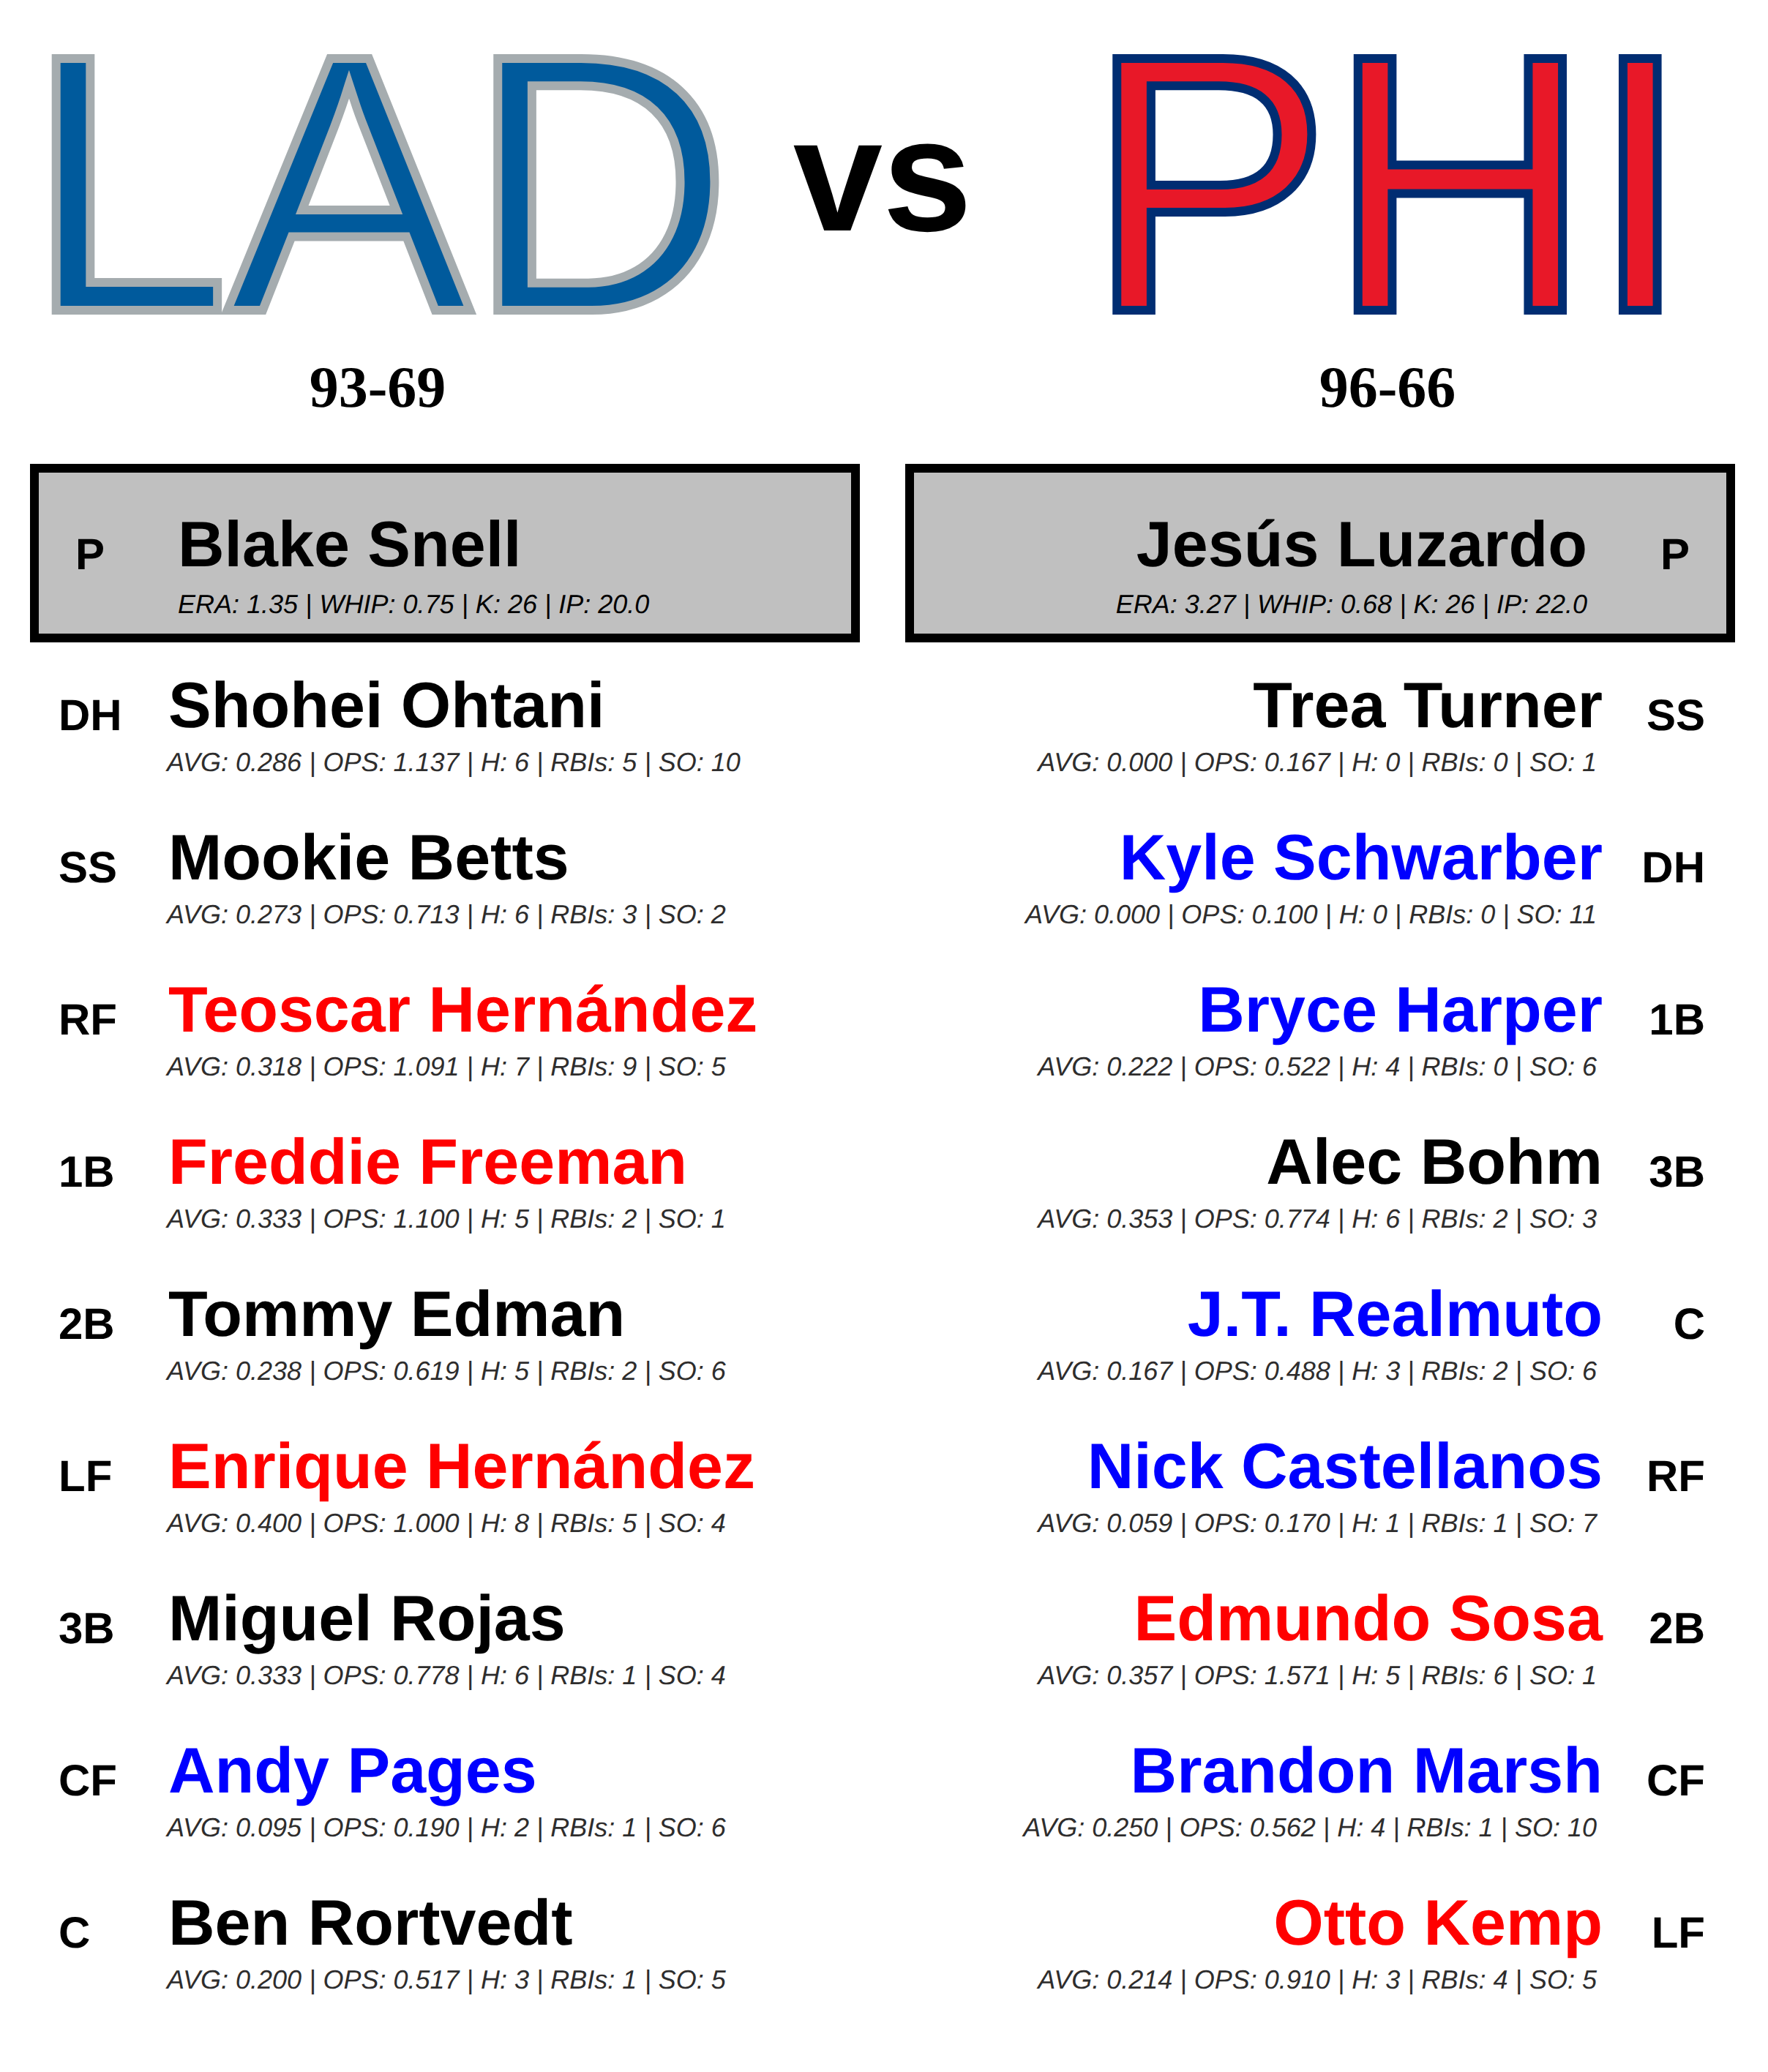 LAD vs PHI
93-69 96-66
P Blake Snell
ERA: 1.35 | WHIP: 0.75 | K: 26 | IP: 20.0
Jesús Luzardo P
ERA: 3.27 | WHIP: 0.68 | K: 26 | IP: 22.0
DH Shohei Ohtani
AVG: 0.286 | OPS: 1.137 | H: 6 | RBIs: 5 | SO: 10
SS Mookie Betts
AVG: 0.273 | OPS: 0.713 | H: 6 | RBIs: 3 | SO: 2
RF Teoscar Hernández
AVG: 0.318 | OPS: 1.091 | H: 7 | RBIs: 9 | SO: 5
1B Freddie Freeman
AVG: 0.333 | OPS: 1.100 | H: 5 | RBIs: 2 | SO: 1
2B Tommy Edman
AVG: 0.238 | OPS: 0.619 | H: 5 | RBIs: 2 | SO: 6
LF Enrique Hernández
AVG: 0.400 | OPS: 1.000 | H: 8 | RBIs: 5 | SO: 4
3B Miguel Rojas
AVG: 0.333 | OPS: 0.778 | H: 6 | RBIs: 1 | SO: 4
CF Andy Pages
AVG: 0.095 | OPS: 0.190 | H: 2 | RBIs: 1 | SO: 6
C Ben Rortvedt
AVG: 0.200 | OPS: 0.517 | H: 3 | RBIs: 1 | SO: 5
Trea Turner SS
AVG: 0.000 | OPS: 0.167 | H: 0 | RBIs: 0 | SO: 1
Kyle Schwarber DH
AVG: 0.000 | OPS: 0.100 | H: 0 | RBIs: 0 | SO: 11
Bryce Harper 1B
AVG: 0.222 | OPS: 0.522 | H: 4 | RBIs: 0 | SO: 6
Alec Bohm 3B
AVG: 0.353 | OPS: 0.774 | H: 6 | RBIs: 2 | SO: 3
J.T. Realmuto C
AVG: 0.167 | OPS: 0.488 | H: 3 | RBIs: 2 | SO: 6
Nick Castellanos RF
AVG: 0.059 | OPS: 0.170 | H: 1 | RBIs: 1 | SO: 7
Edmundo Sosa 2B
AVG: 0.357 | OPS: 1.571 | H: 5 | RBIs: 6 | SO: 1
Brandon Marsh CF
AVG: 0.250 | OPS: 0.562 | H: 4 | RBIs: 1 | SO: 10
Otto Kemp LF
AVG: 0.214 | OPS: 0.910 | H: 3 | RBIs: 4 | SO: 5